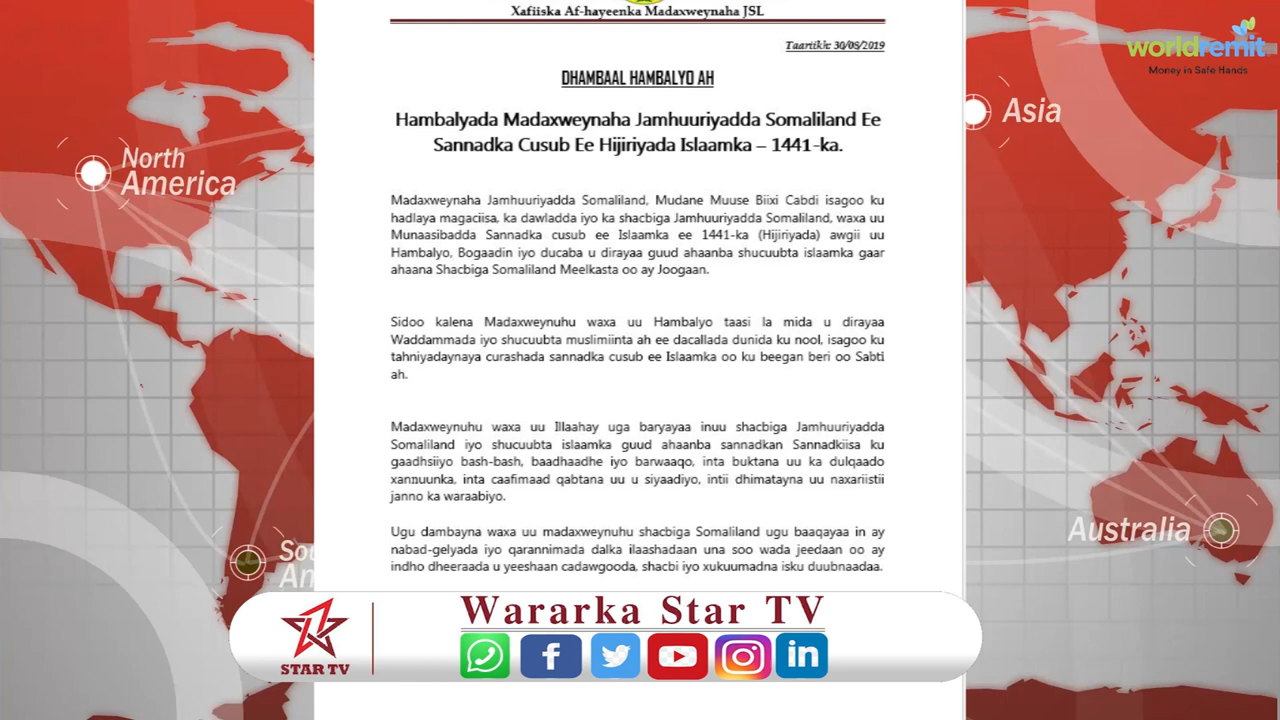 Xafiiska Af-hayeenka Madaxweynaha JSL
Taariikh: 30/08/2019
DHAMBAAL HAMBALYO AH
Hambalyada Madaxweynaha Jamhuuriyadda Somaliland Ee
Sannadka Cusub Ee Hijiriyada Islaamka – 1441-ka.
Madaxweynaha Jamhuuriyadda Somaliland, Mudane Muuse Biixi Cabdi isagoo ku
hadlaya magaciisa, ka dawladda iyo ka shacbiga Jamhuuriyadda Somaliland, waxa uu
Munaasibadda Sannadka cusub ee Islaamka ee 1441-ka (Hijiriyada) awgii uu
Hambalyo, Bogaadin iyo ducaba u dirayaa guud ahaanba shucuubta islaamka gaar
ahaana Shacbiga Somaliland Meelkasta oo ay Joogaan.
Sidoo kalena Madaxweynuhu waxa uu Hambalyo taasi la mida u dirayaa
Waddammada iyo shucuubta muslimiinta ah ee dacallada dunida ku nool, isagoo ku
tahniyadaynaya curashada sannadka cusub ee Islaamka oo ku beegan beri oo Sabti
ah.
Madaxweynuhu waxa uu Illaahay uga baryayaa inuu shacbiga Jamhuuriyadda
Somaliland iyo shucuubta islaamka guud ahaanba sannadkan Sannadkiisa ku
gaadhsiiyo bash-bash, baadhaadhe iyo barwaaqo, inta buktana uu ka dulqaado
xannuunka, inta caafimaad qabtana uu u siyaadiyo, intii dhimatayna uu naxariistii
janno ka waraabiyo.
Ugu dambayna waxa uu madaxweynuhu shacbiga Somaliland ugu baaqayaa in ay
nabad-gelyada iyo qarannimada dalka ilaashadaan una soo wada jeedaan oo ay
indho dheeraada u yeeshaan cadawgooda, shacbi iyo xukuumadna isku duubnaadaa.
worldremit
Money in Safe Hands
North
America
Asia
Sou
Am
Australia
Wararka Star TV
STAR TV